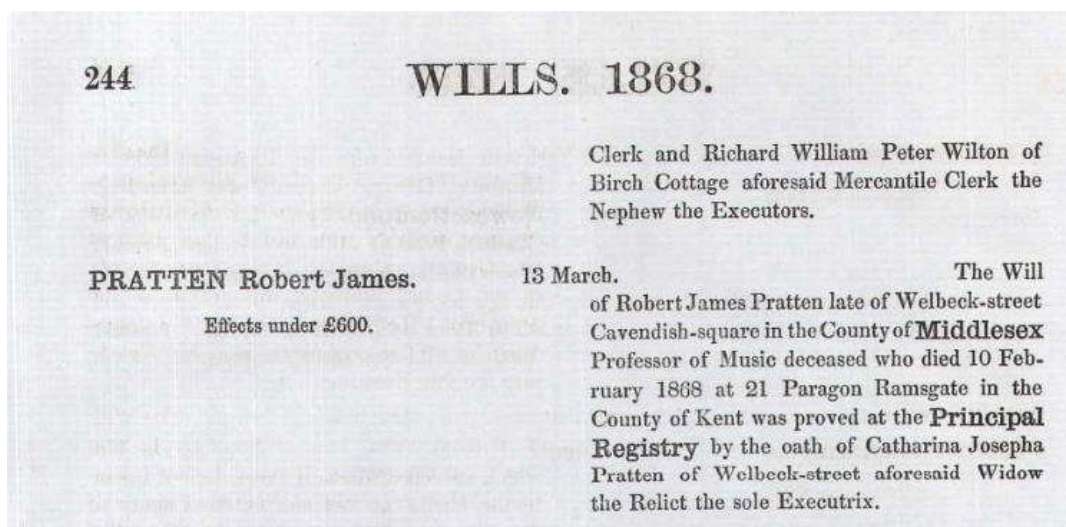 244
WILLS. 1868.
Clerk and Richard William Peter Wilton of
Birch Cottage aforesaid Mercantile Clerk the
Nephew the Executors.
PRATTEN Robert James.
Effects under £600.
13 March. The Will
of Robert James Pratten late of Welbeck-street
Cavendish-square in the County of Middlesex
Professor of Music deceased who died 10 Feb-
ruary 1868 at 21 Paragon Ramsgate in the
County of Kent was proved at the Principal
Registry by the oath of Catharina Josepha
Pratten of Welbeck-street aforesaid Widow
the Relict the sole Executrix.